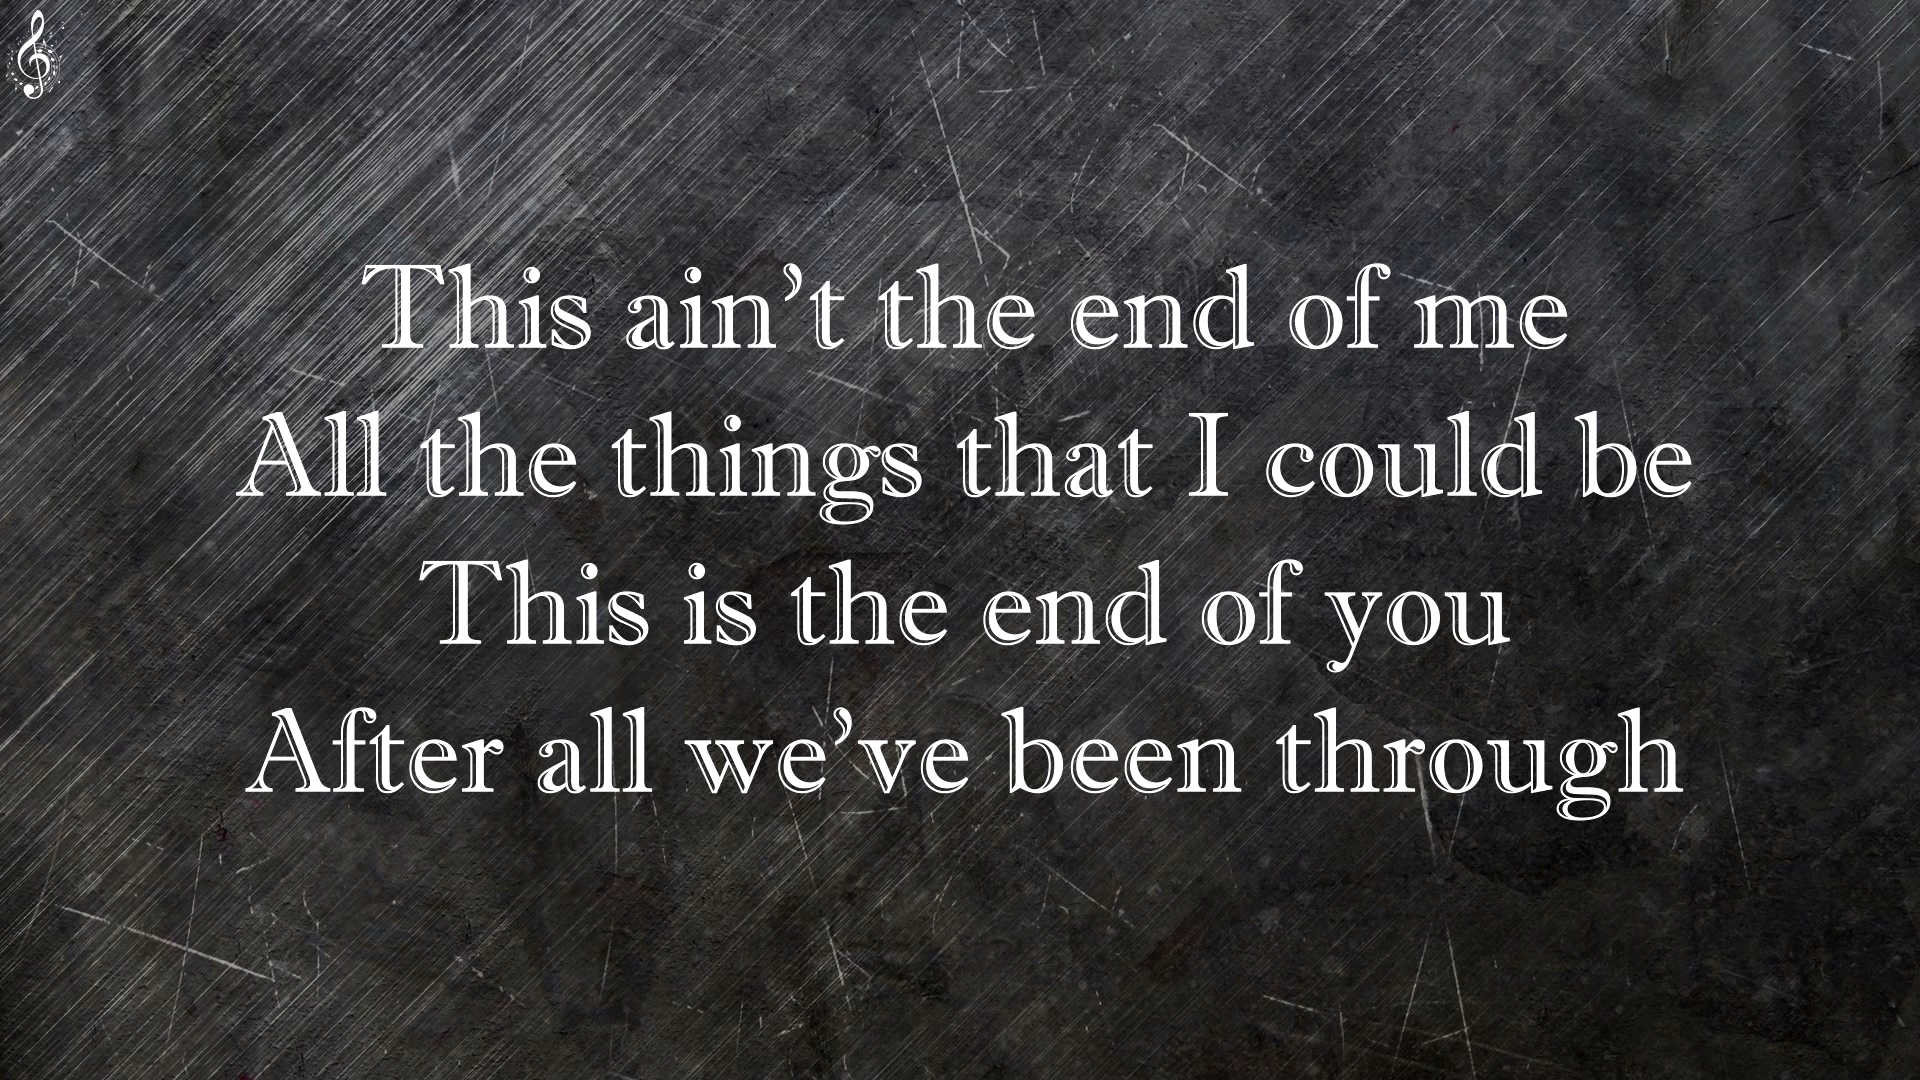 This ain’t the end of me
All the things that I could be
This is the end of you
After all we’ve been through